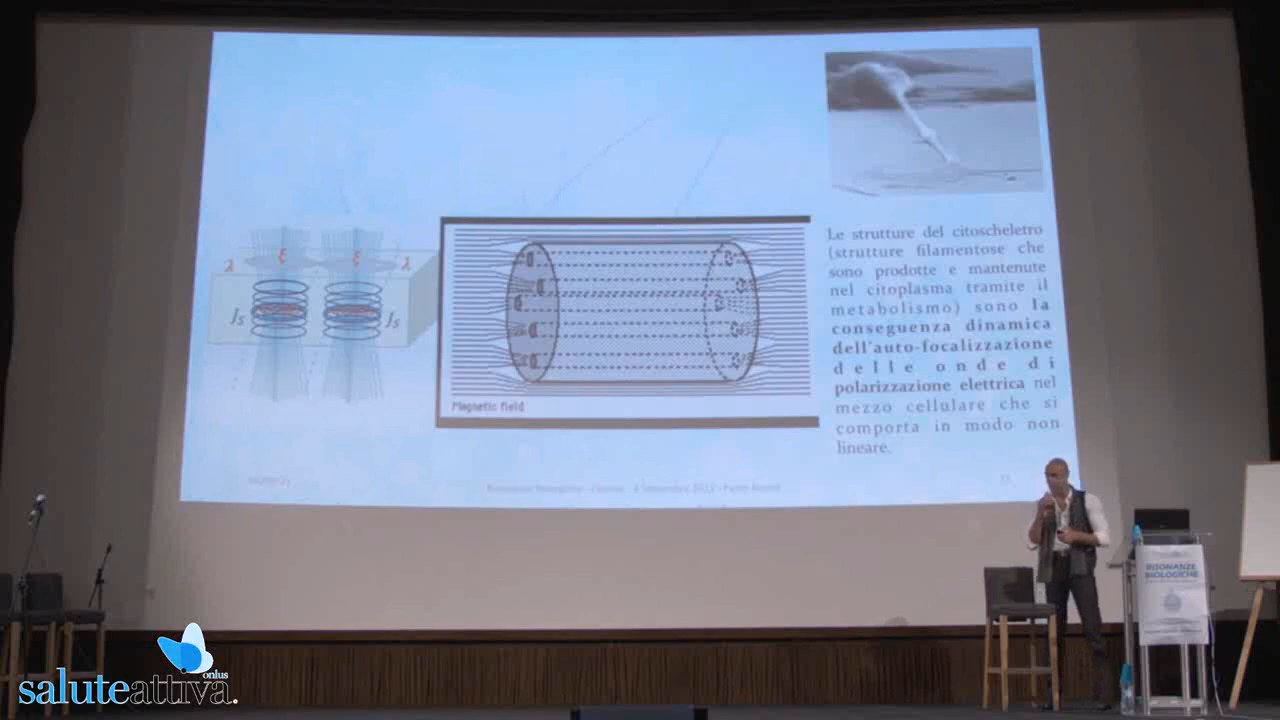 Le strutture del citoscheletro
(strutture filamentose che
sono prodotte e mantenute
nel citoplasma tramite il
metabolismo) sono la
conseguenza dinamica
dell'auto-focalizzazione
delle onde di
polarizzazione elettrica nel
mezzo cellulare che si
comporta in modo non
lineare.
λ ξ ξ λ
Js Js
Magnetic field
RISONANZE
BIOLOGICHE
onlus
saluteattiva.